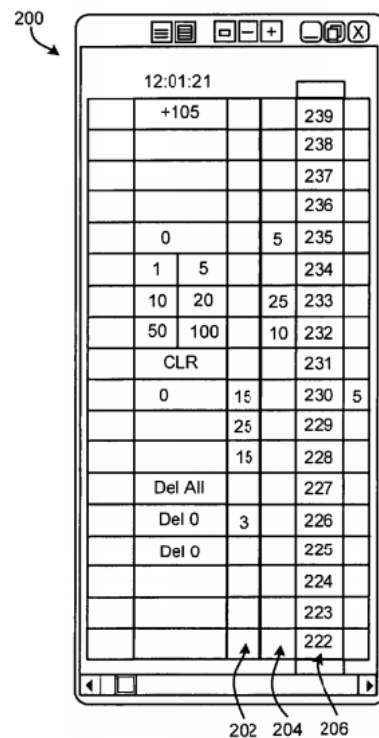 200
12:01:21
+105 239
238
237
236
0 5 235
1 5 234
10 20 25 233
50 100 10 232
CLR 231
0 15 230 5
25 229
15 228
Del All 227
Del 0 3 226
Del 0 225
224
223
222
202 204 206